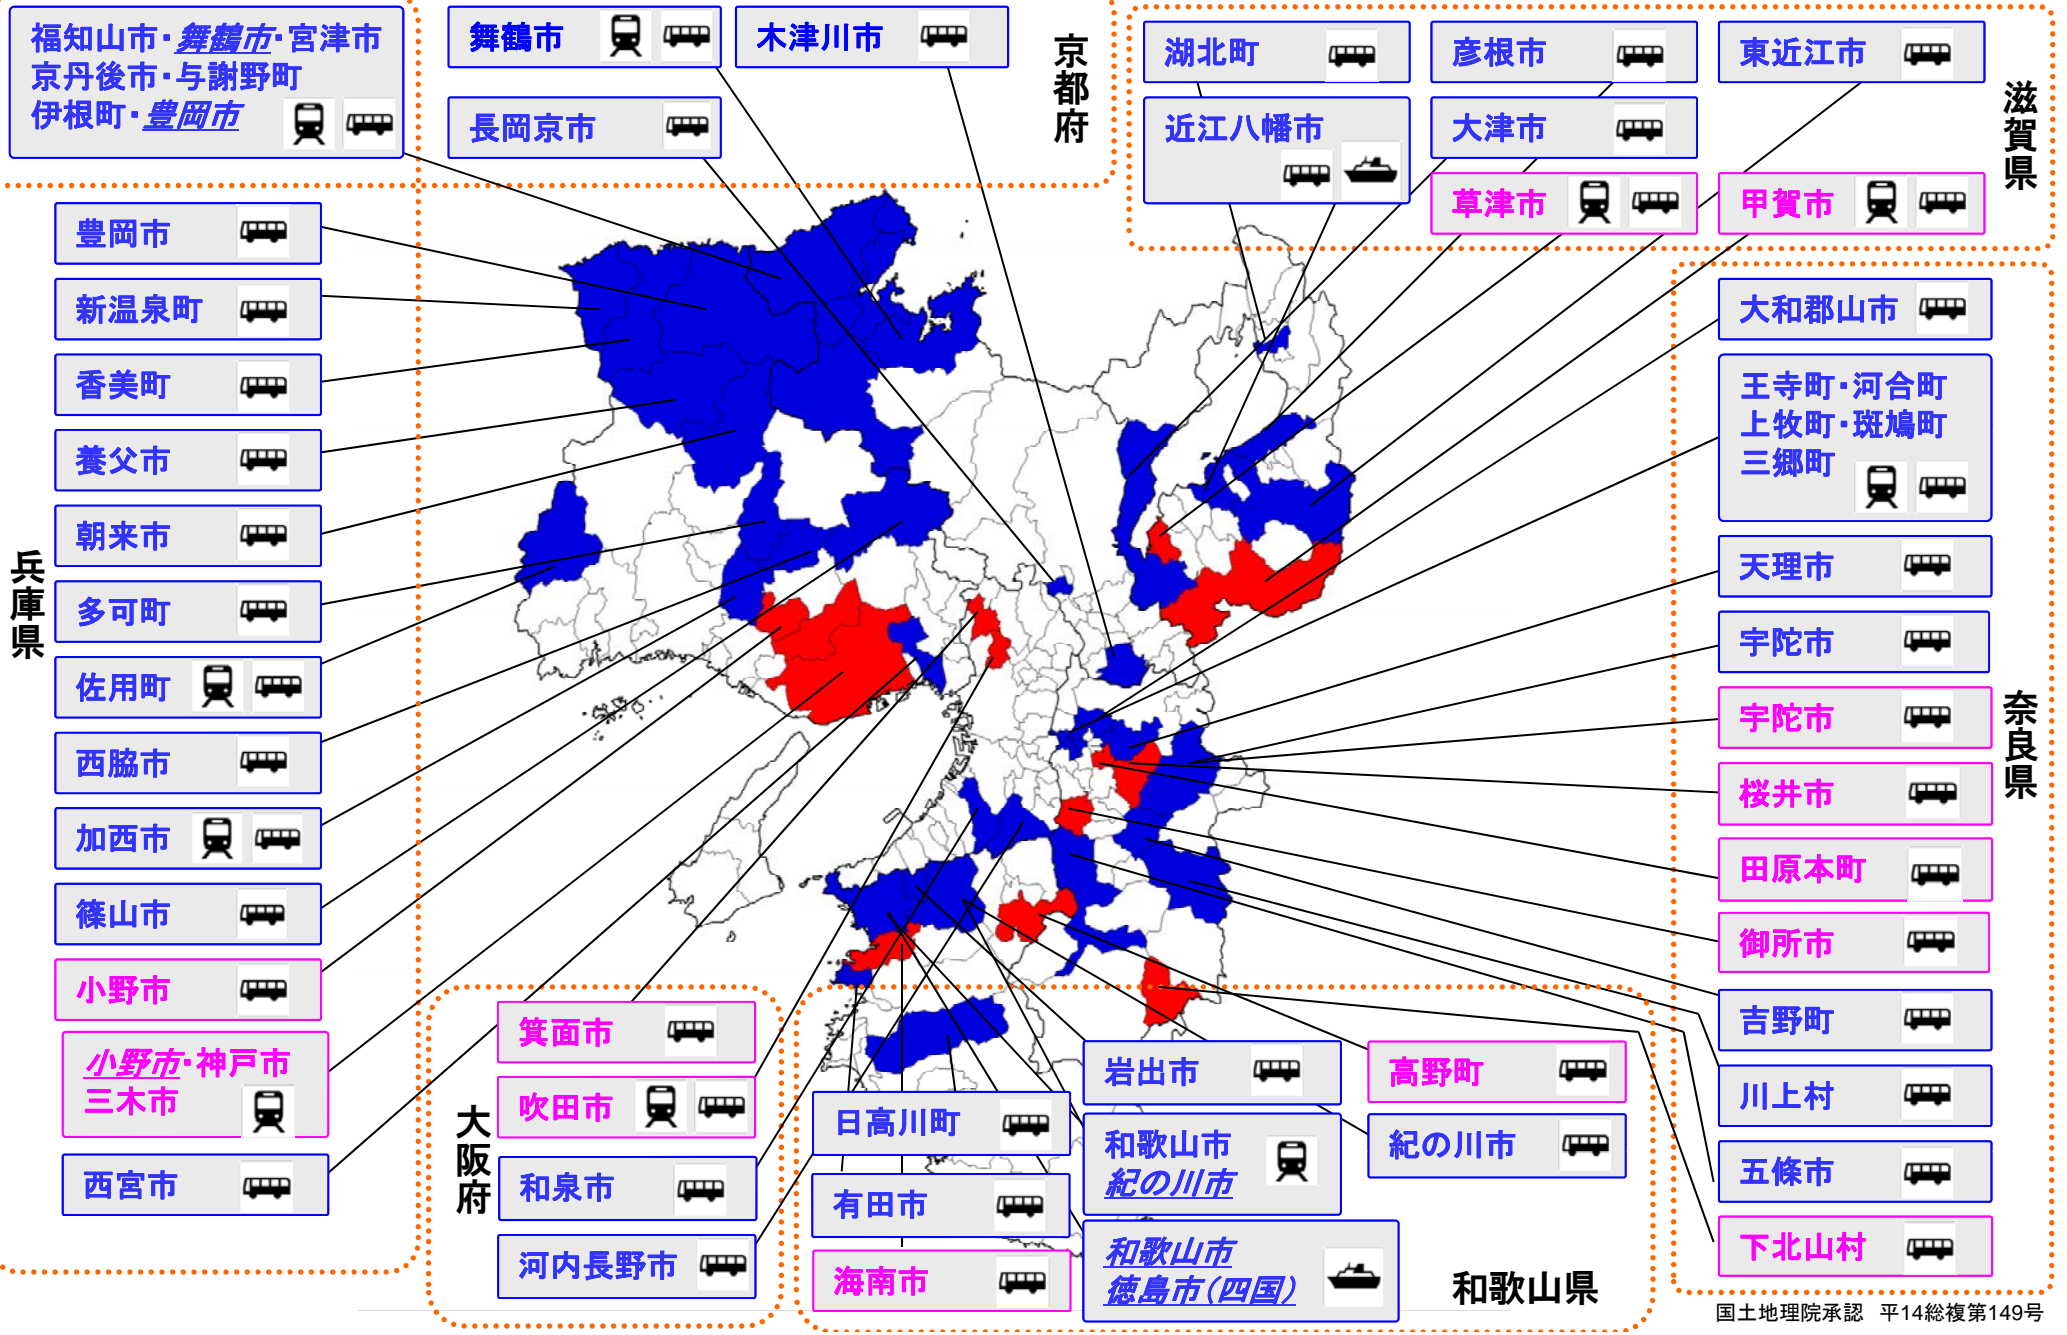 福知山市・舞鶴市・宮津市
京丹後市・与謝野町
伊根町・豊岡市
舞鶴市
木津川市
長岡京市
京都府
湖北町
彦根市
東近江市
近江八幡市
大津市
草津市
甲賀市
滋賀県
豊岡市
新温泉町
香美町
養父市
朝来市
多可町
佐用町
西脇市
加西市
篠山市
小野市
小野市・神戸市
三木市
西宮市
兵庫県
大和郡山市
王寺町・河合町
上牧町・斑鳩町
三郷町
天理市
宇陀市
宇陀市
桜井市
田原本町
御所市
吉野町
川上村
五條市
下北山村
奈良県
箕面市
吹田市
和泉市
河内長野市
大阪府
日高川町
有田市
海南市
岩出市
和歌山市
紀の川市
和歌山市
徳島市(四国)
高野町
紀の川市
和歌山県
国土地理院承認　平14総複第149号